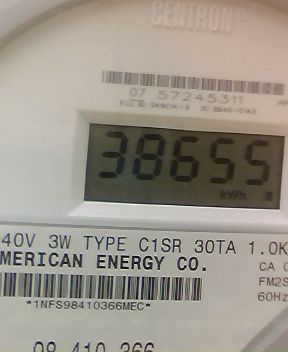 CENTRON®
07 57245311
38655
kWh
40V 3W TYPE C1SR 30TA 1.0K
MERICAN ENERGY CO.
CA
FM2S
60Hz
*1NFS98410366MEC*
98 410 366